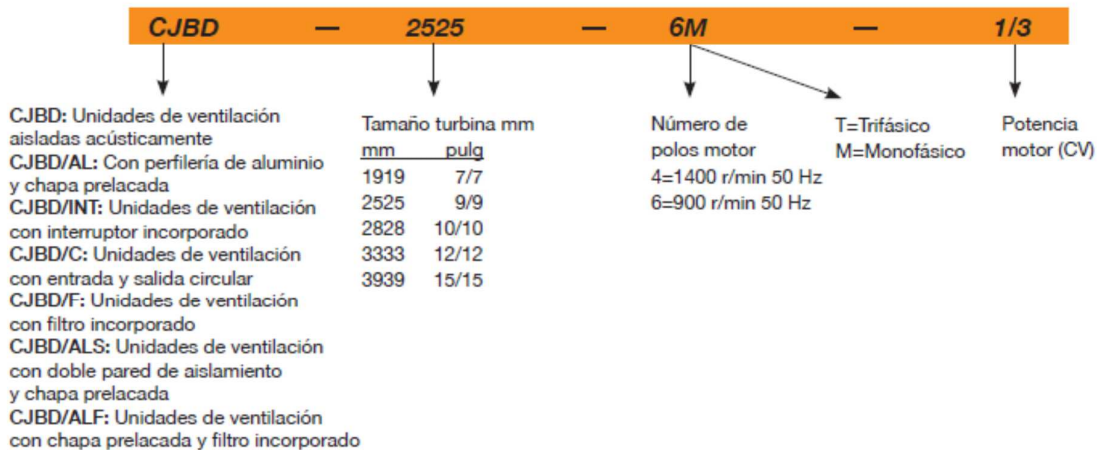 CJBD — 2525 — 6M — 1/3
CJBD: Unidades de ventilación
aisladas acústicamente
CJBD/AL: Con perfilería de aluminio
y chapa prelacada
CJBD/INT: Unidades de ventilación
con interruptor incorporado
CJBD/C: Unidades de ventilación
con entrada y salida circular
CJBD/F: Unidades de ventilación
con filtro incorporado
CJBD/ALS: Unidades de ventilación
con doble pared de aislamiento
y chapa prelacada
CJBD/ALF: Unidades de ventilación
con chapa prelacada y filtro incorporado
Tamaño turbina mm
mm pulg
1919 7/7
2525 9/9
2828 10/10
3333 12/12
3939 15/15
Número de
polos motor
4=1400 r/min 50 Hz
6=900 r/min 50 Hz
T=Trifásico
M=Monofásico
Potencia
motor (CV)